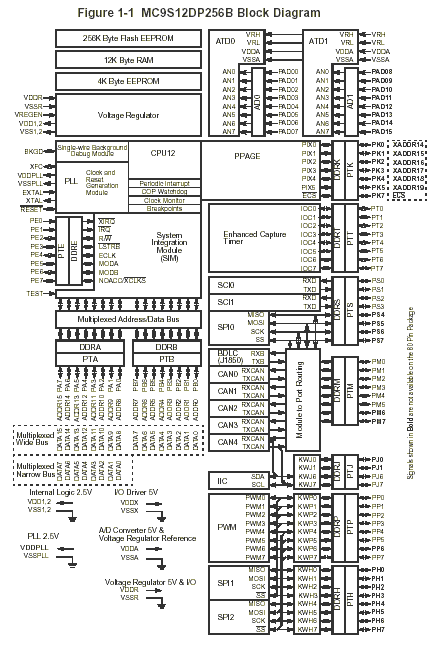 Figure 1-1 MC9S12DP256B Block Diagram
256K Byte Flash EEPROM
12K Byte RAM
4K Byte EEPROM
VDDR
VSSR
VREGEN
VDD1,2
VSS1,2
Voltage Regulator
BKGD
Single-wire Background
Debug Module
CPU12
XFC
VDDPLL
VSSPLL
EXTAL
XTAL
RESET
PLL
Clock and
Reset
Generation
Module
Periodic Interrupt
COP Watchdog
Clock Monitor
Breakpoints
PE0
PE1
PE2
PE3
PE4
PE5
PE6
PE7
TEST
PTE
DDRE
XIRQ
IRQ
R/W
LSTRB
ECLK
MODA
MODB
NOACC/XCLKS
System
Integration
Module
(SIM)
Multiplexed Address/Data Bus
DDRA
DDRB
PTA
PTB
PA7
PA6
PA5
PA4
PA3
PA2
PA1
PA0
PB7
PB6
PB5
PB4
PB3
PB2
PB1
PB0
ADDR15
ADDR14
ADDR13
ADDR12
ADDR11
ADDR10
ADDR9
ADDR8
ADDR7
ADDR6
ADDR5
ADDR4
ADDR3
ADDR2
ADDR1
ADDR0
Multiplexed
Wide Bus
DATA15
DATA14
DATA13
DATA12
DATA11
DATA10
DATA9
DATA8
DATA7
DATA6
DATA5
DATA4
DATA3
DATA2
DATA1
DATA0
Multiplexed
Narrow Bus
DATA7
DATA6
DATA5
DATA4
DATA3
DATA2
DATA1
DATA0
Internal Logic 2.5V
VDD1,2
VSS1,2
I/O Driver 5V
VDDX
VSSX
PLL 2.5V
VDDPLL
VSSPLL
A/D Converter 5V &
Voltage Regulator Reference
VDDA
VSSA
Voltage Regulator 5V & I/O
VDDR
VSSR
ATD0
VRH
VRL
VDDA
VSSA
AN0
AN1
AN2
AN3
AN4
AN5
AN6
AN7
AD0
PAD00
PAD01
PAD02
PAD03
PAD04
PAD05
PAD06
PAD07
ATD1
VRH
VRL
VDDA
VSSA
VRH
VRL
VDDA
VSSA
AN0
AN1
AN2
AN3
AN4
AN5
AN6
AN7
AD1
PAD08
PAD09
PAD10
PAD11
PAD12
PAD13
PAD14
PAD15
PPAGE
PIX0
PIX1
PIX2
PIX3
PIX4
PIX5
ECS
DDRK
PTK
PK0
PK1
PK2
PK3
PK4
PK5
PK7
XADDR14
XADDR15
XADDR16
XADDR17
XADDR18
XADDR19
ECS
Enhanced Capture
Timer
IOC0
IOC1
IOC2
IOC3
IOC4
IOC5
IOC6
IOC7
DDRT
PTT
PT0
PT1
PT2
PT3
PT4
PT5
PT6
PT7
SCI0
RXD
TXD
SCI1
RXD
TXD
SPI0
MISO
MOSI
SCK
SS
DDRS
PTS
PS0
PS1
PS2
PS3
PS4
PS5
PS6
PS7
BDLC
(J1850)
RXB
TXB
CAN0
RXCAN
TXCAN
CAN1
RXCAN
TXCAN
CAN2
RXCAN
TXCAN
CAN3
RXCAN
TXCAN
CAN4
RXCAN
TXCAN
Module to Port Routing
DDRM
PTM
PM0
PM1
PM2
PM3
PM4
PM5
PM6
PM7
IIC
SDA
SCL
KWJ0
KWJ1
KWJ6
KWJ7
DDRJ
PTJ
PJ0
PJ1
PJ6
PJ7
PWM
PWM0
PWM1
PWM2
PWM3
PWM4
PWM5
PWM6
PWM7
KWP0
KWP1
KWP2
KWP3
KWP4
KWP5
KWP6
KWP7
DDRP
PTP
PP0
PP1
PP2
PP3
PP4
PP5
PP6
PP7
SPI1
MISO
MOSI
SCK
SS
SPI2
MISO
MOSI
SCK
SS
KWH0
KWH1
KWH2
KWH3
KWH4
KWH5
KWH6
KWH7
DDRH
PTH
PH0
PH1
PH2
PH3
PH4
PH5
PH6
PH7
Signals shown in Bold are not available on the 80 Pin Package